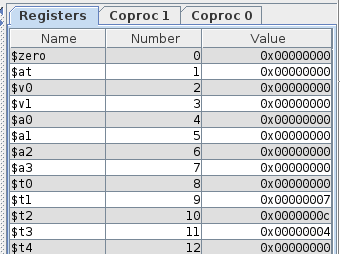 Registers Coproc 1 Coproc 0
Name Number Value
$zero 0 0x00000000
$at 1 0x00000000
$v0 2 0x00000000
$v1 3 0x00000000
$a0 4 0x00000000
$a1 5 0x00000000
$a2 6 0x00000000
$a3 7 0x00000000
$t0 8 0x00000000
$t1 9 0x00000007
$t2 10 0x0000000c
$t3 11 0x00000004
$t4 12 0x00000000